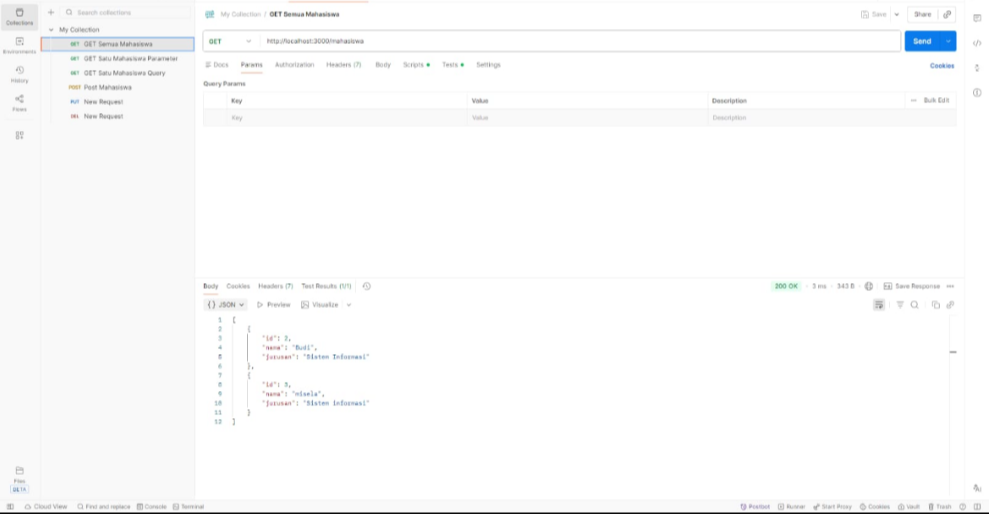 Collections
Environments
History
Flows
Files
BETA
+ Search collections
My Collection
GET GET Semua Mahasiswa
GET GET Satu Mahasiswa Parameter
GET GET Satu Mahasiswa Query
POST Post Mahasiswa
PUT New Request
DEL New Request
My Collection / GET Semua Mahasiswa
Save Share
GET http://localhost:3000/mahasiswa Send
Docs Params Authorization Headers (7) Body Scripts Tests Settings Cookies
Query Params
Key Value Description ••• Bulk Edit
Key Value Description
Body Cookies Headers (7) Test Results (1/1) 200 OK • 3 ms • 343 B • Save Response •••
{} JSON Preview Visualize
1 [
2 {
3 "id": 2,
4 "nama": "Budi",
5 "jurusan": "Sistem Informasi"
6 },
7 {
8 "id": 3,
9 "nama": "misela",
10 "jurusan": "Sistem informasi"
11 }
12 ]
Cloud View Find and replace Console Terminal Postbot Runner Start Proxy Cookies Vault Trash